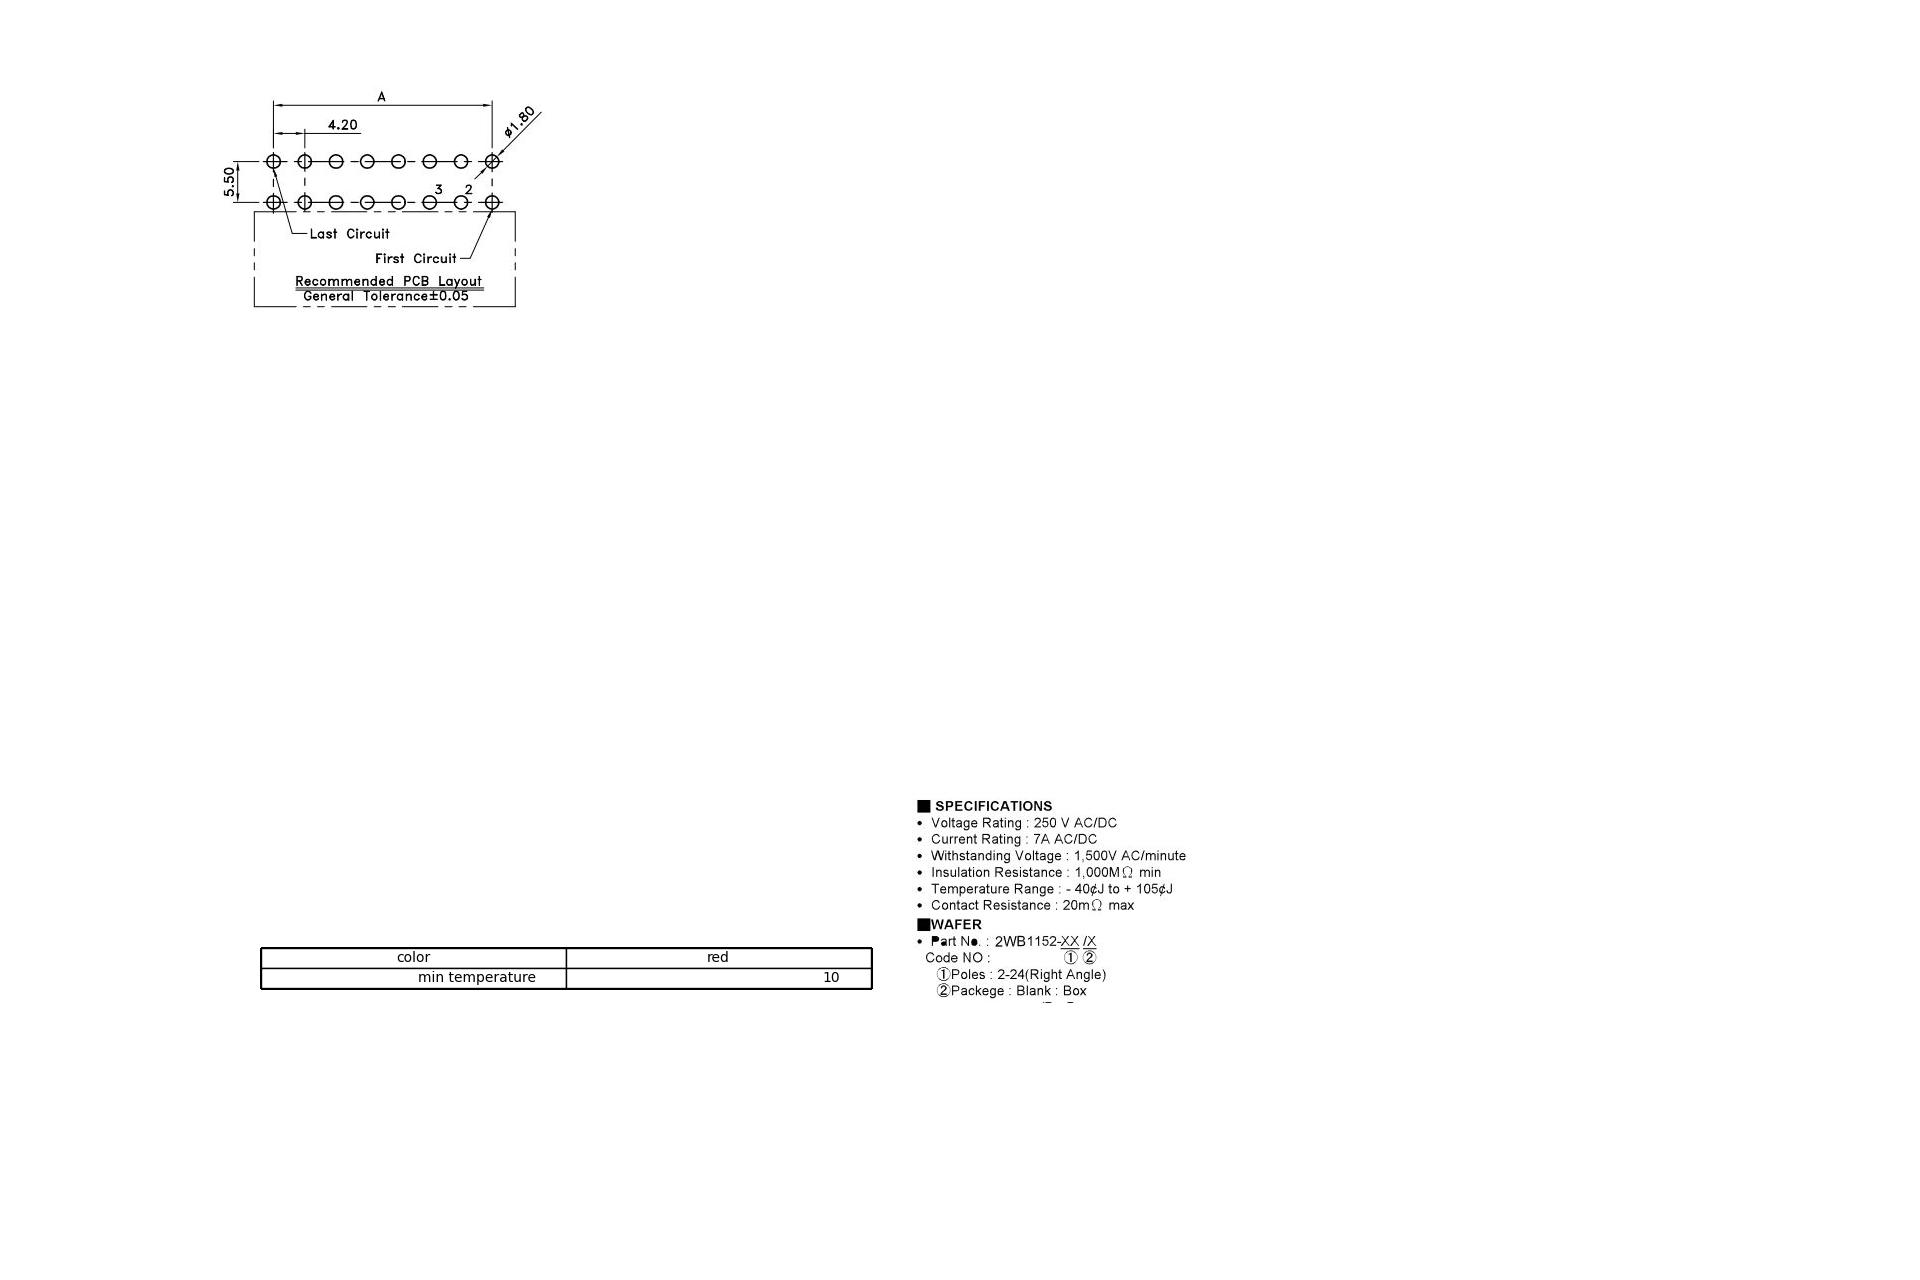 A
4.20
ø1.80
5.50
3 2
Last Circuit
First Circuit
Recommended PCB Layout
General Tolerance±0.05
■ SPECIFICATIONS
• Voltage Rating : 250 V AC/DC
• Current Rating : 7A AC/DC
• Withstanding Voltage : 1,500V AC/minute
• Insulation Resistance : 1,000MΩ min
• Temperature Range : - 40¢J to + 105¢J
• Contact Resistance : 20mΩ max
■WAFER
• Part No. : 2WB1152-XX /X
Code NO : ① ②
①Poles : 2-24(Right Angle)
②Packege : Blank : Box
color red
min temperature 10